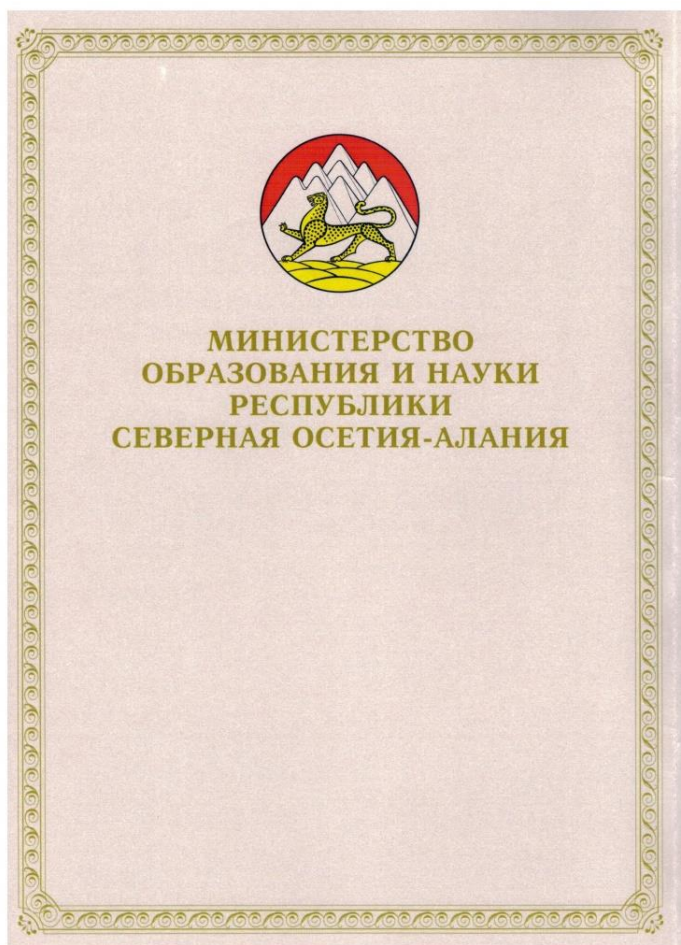 МИНИСТЕРСТВО
ОБРАЗОВАНИЯ И НАУКИ
РЕСПУБЛИКИ
СЕВЕРНАЯ ОСЕТИЯ-АЛАНИЯ